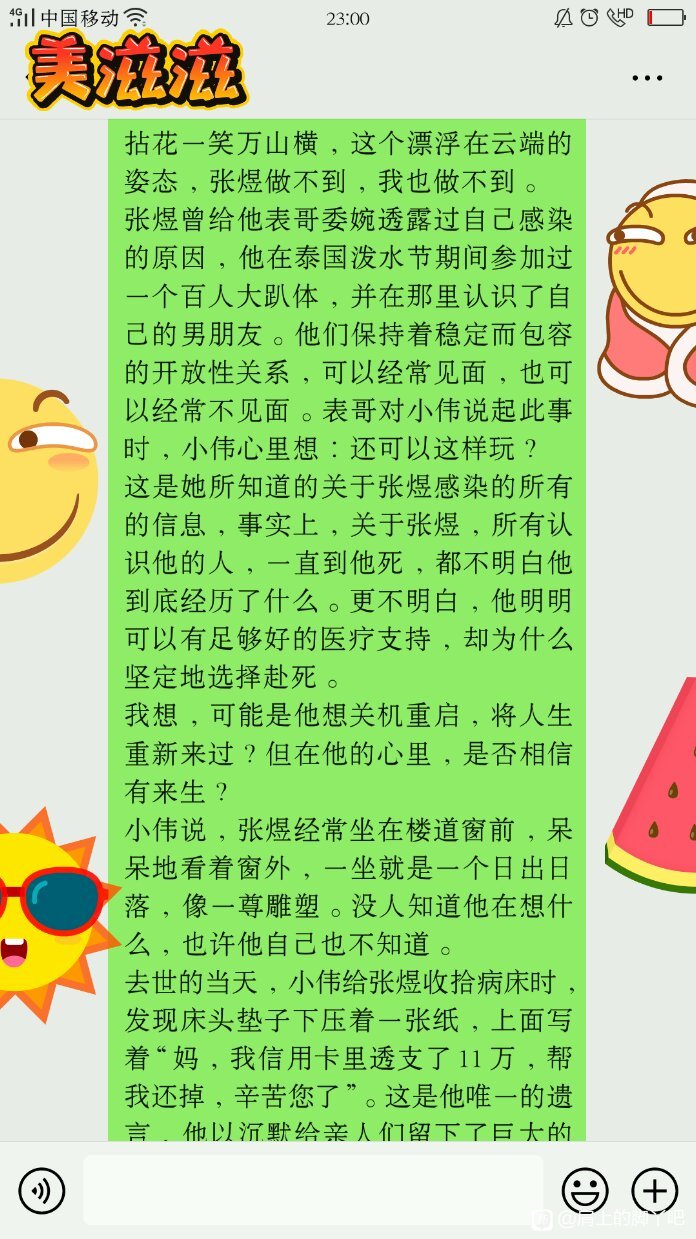 4G 中国移动 23:00 HD
美滋滋
拈花一笑万山横，这个漂浮在云端的
姿态，张煜做不到，我也做不到。
张煜曾给他表哥委婉透露过自己感染
的原因，他在泰国泼水节期间参加过
一个百人大趴体，并在那里认识了自
己的男朋友。他们保持着稳定而包容
的开放性关系，可以经常见面，也可
以经常不见面。表哥对小伟说起此事
时，小伟心里想：还可以这样玩？
这是她所知道的关于张煜感染的所有
的信息，事实上，关于张煜，所有认
识他的人，一直到他死，都不明白他
到底经历了什么。更不明白，他明明
可以有足够好的医疗支持，却为什么
坚定地选择赴死。
我想，可能是他想关机重启，将人生
重新来过？但在他的心里，是否相信
有来生？
小伟说，张煜经常坐在楼道窗前，呆
呆地看着窗外，一坐就是一个日出日
落，像一尊雕塑。没人知道他在想什
么，也许他自己也不知道。
去世的当天，小伟给张煜收拾病床时，
发现床头垫子下压着一张纸，上面写
着“妈，我信用卡里透支了11万，帮
我还掉，辛苦您了”。这是他唯一的遗
言，他以沉默给亲人们留下了巨大的
@肩上的脚丫吧